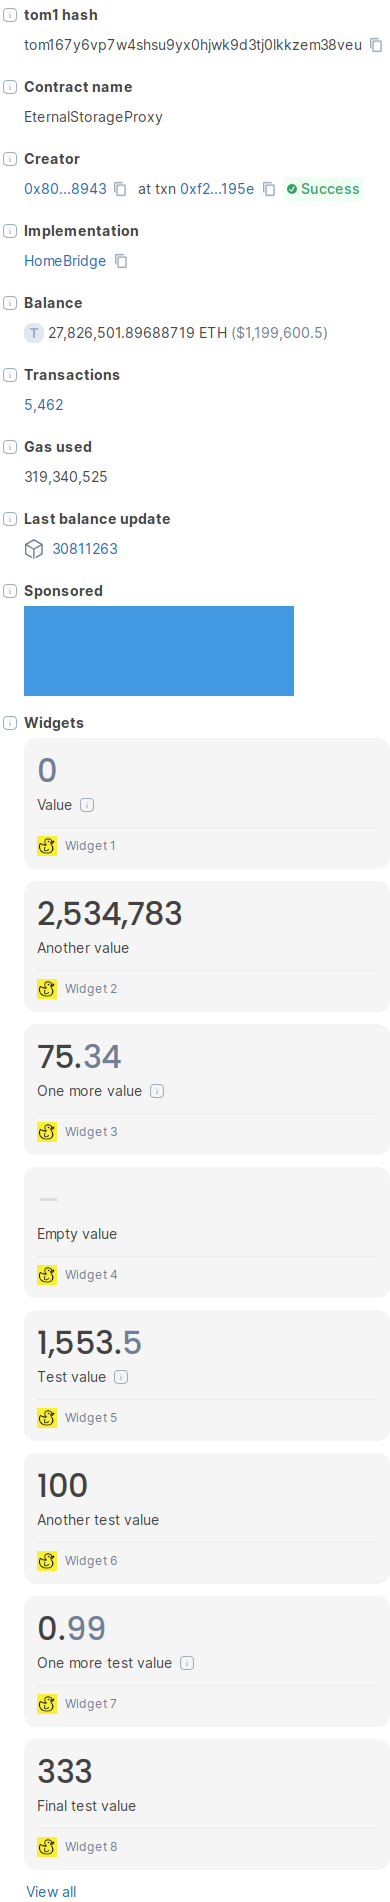 tom1 hash
tom167y6vp7w4shsu9yx0hjwk9d3tj0lkkzem38veu
Contract name
EternalStorageProxy
Creator
0x80...8943 at txn 0xf2...195e Success
Implementation
HomeBridge
Balance
T 27,826,501.89688719 ETH ($1,199,600.5)
Transactions
5,462
Gas used
319,340,525
Last balance update
30811263
Sponsored
Widgets
0
Value
Widget 1
2,534,783
Another value
Widget 2
75.34
One more value
Widget 3
—
Empty value
Widget 4
1,553.5
Test value
Widget 5
100
Another test value
Widget 6
0.99
One more test value
Widget 7
333
Final test value
Widget 8
View all